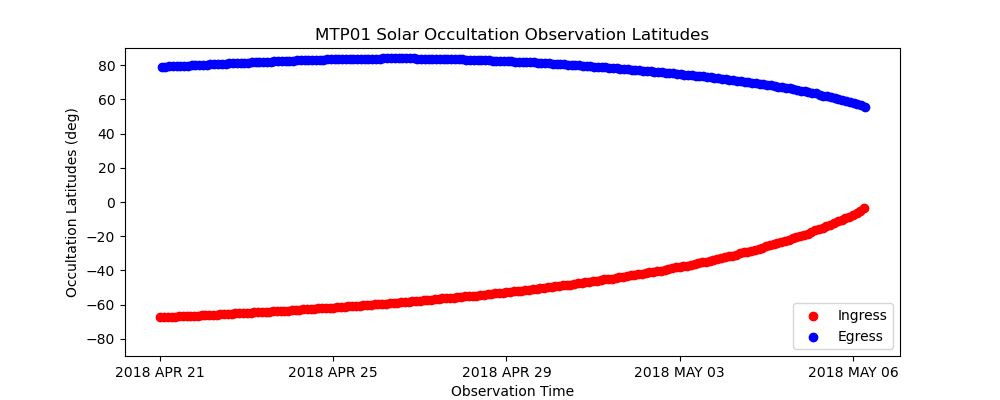 MTP01 Solar Occultation Observation Latitudes
Occultation Latitudes (deg)
80
60
40
20
0
−20
−40
−60
−80
Ingress
Egress
2018 APR 21 2018 APR 25 2018 APR 29 2018 MAY 03 2018 MAY 06
Observation Time